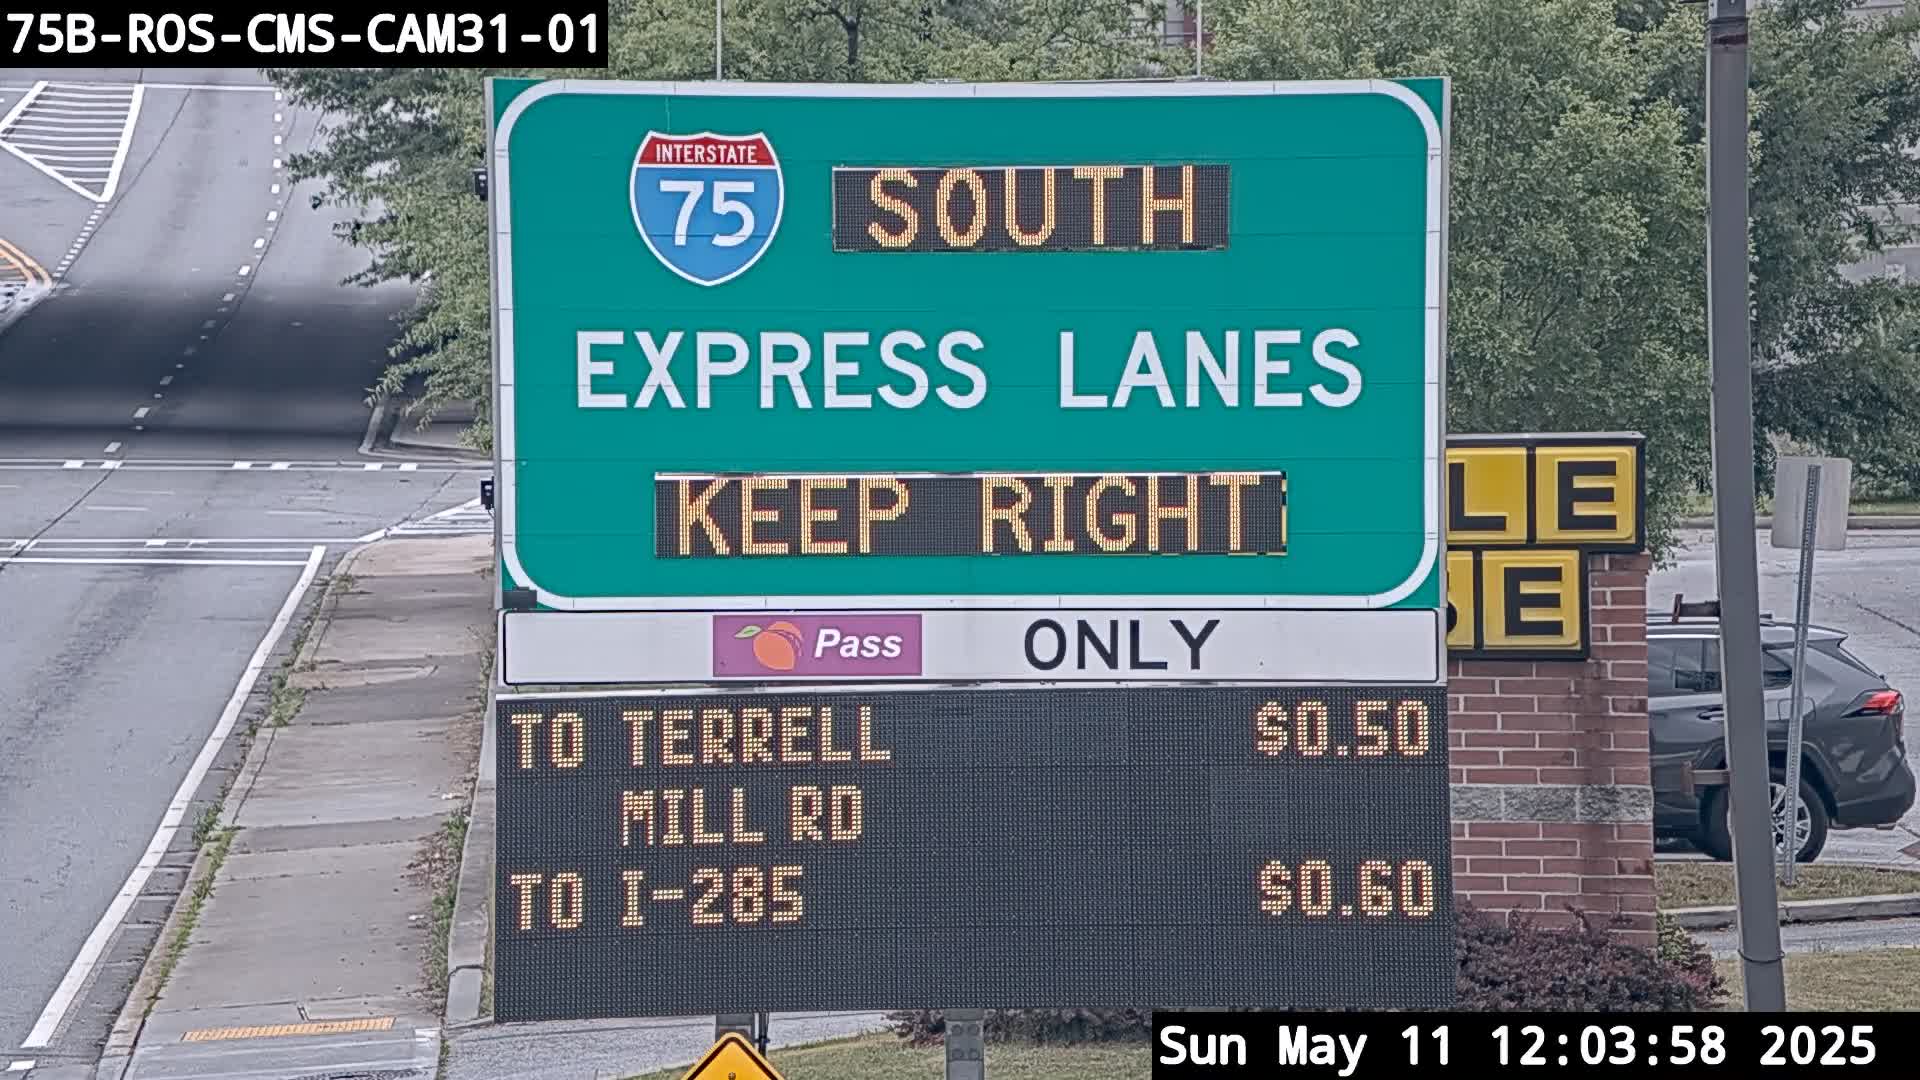 75B-ROS-CMS-CAM31-01
INTERSTATE
75
SOUTH
EXPRESS LANES
KEEP RIGHT
Pass ONLY
TO TERRELL $0.50
MILL RD
TO I-285 $0.60
LE
E
Sun May 11 12:03:58 2025